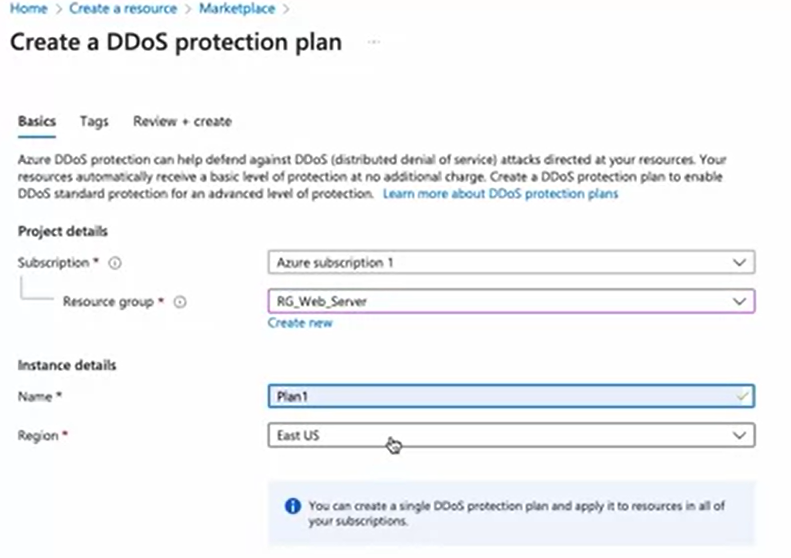 Home > Create a resource > Marketplace >
Create a DDoS protection plan ...
Basics Tags Review + create
Azure DDoS protection can help defend against DDoS (distributed denial of service) attacks directed at your resources. Your
resources automatically receive a basic level of protection at no additional charge. Create a DDoS protection plan to enable
DDoS standard protection for an advanced level of protection. Learn more about DDoS protection plans
Project details
Subscription * Azure subscription 1
Resource group * RG_Web_Server
Create new
Instance details
Name * Plan1
Region * East US
You can create a single DDoS protection plan and apply it to resources in all of
your subscriptions.